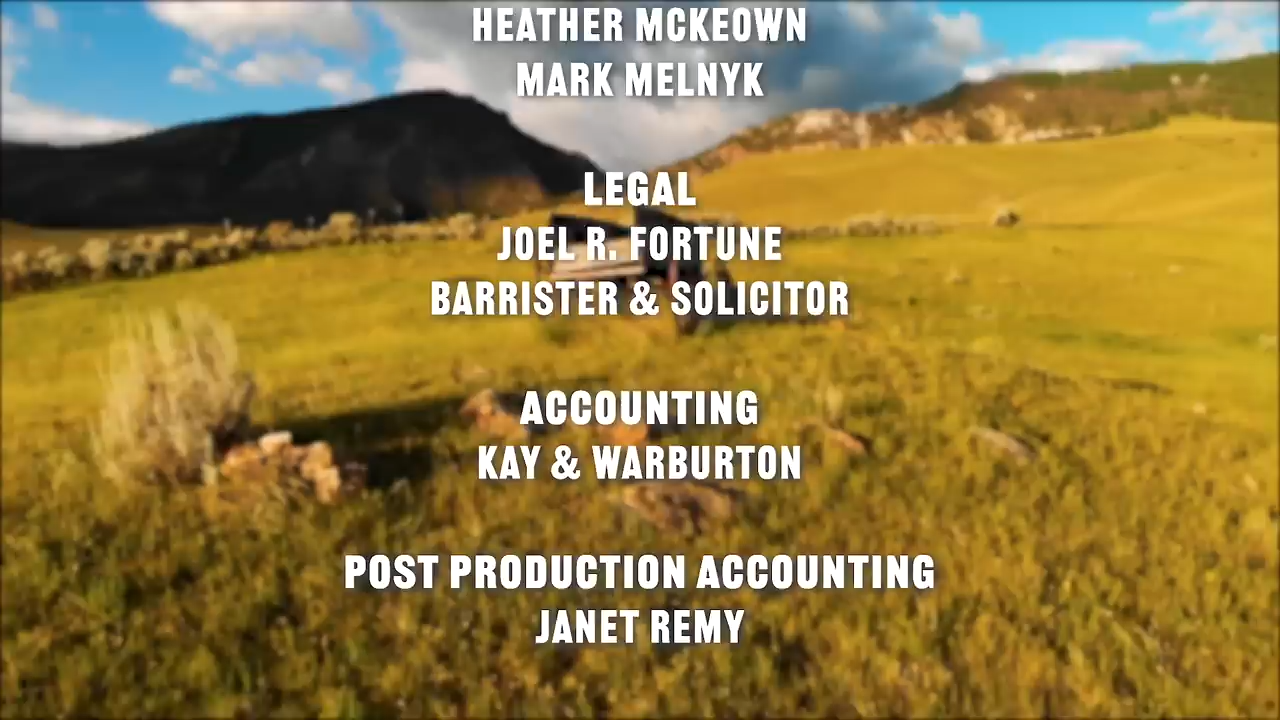 HEATHER MCKEOWN
MARK MELNYK
LEGAL
JOEL R. FORTUNE
BARRISTER & SOLICITOR
ACCOUNTING
KAY & WARBURTON
POST PRODUCTION ACCOUNTING
JANET REMY